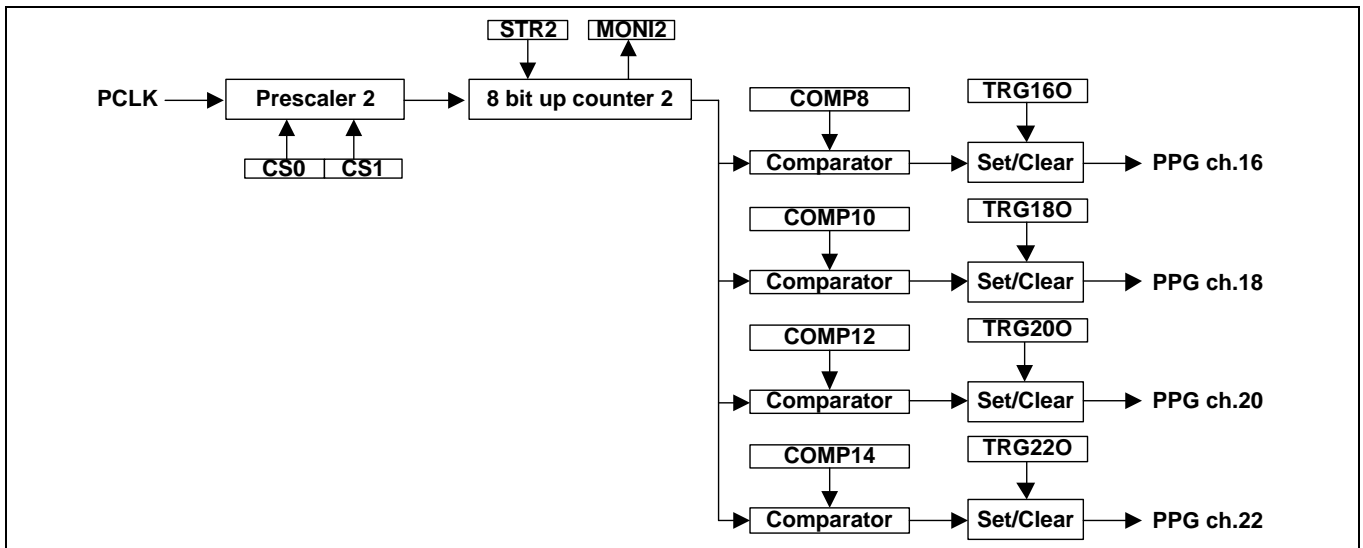 STR2 MONI2
PCLK Prescaler 2 8 bit up counter 2
CS0 CS1
COMP8 TRG16O
Comparator Set/Clear PPG ch.16
COMP10 TRG18O
Comparator Set/Clear PPG ch.18
COMP12 TRG20O
Comparator Set/Clear PPG ch.20
COMP14 TRG22O
Comparator Set/Clear PPG ch.22